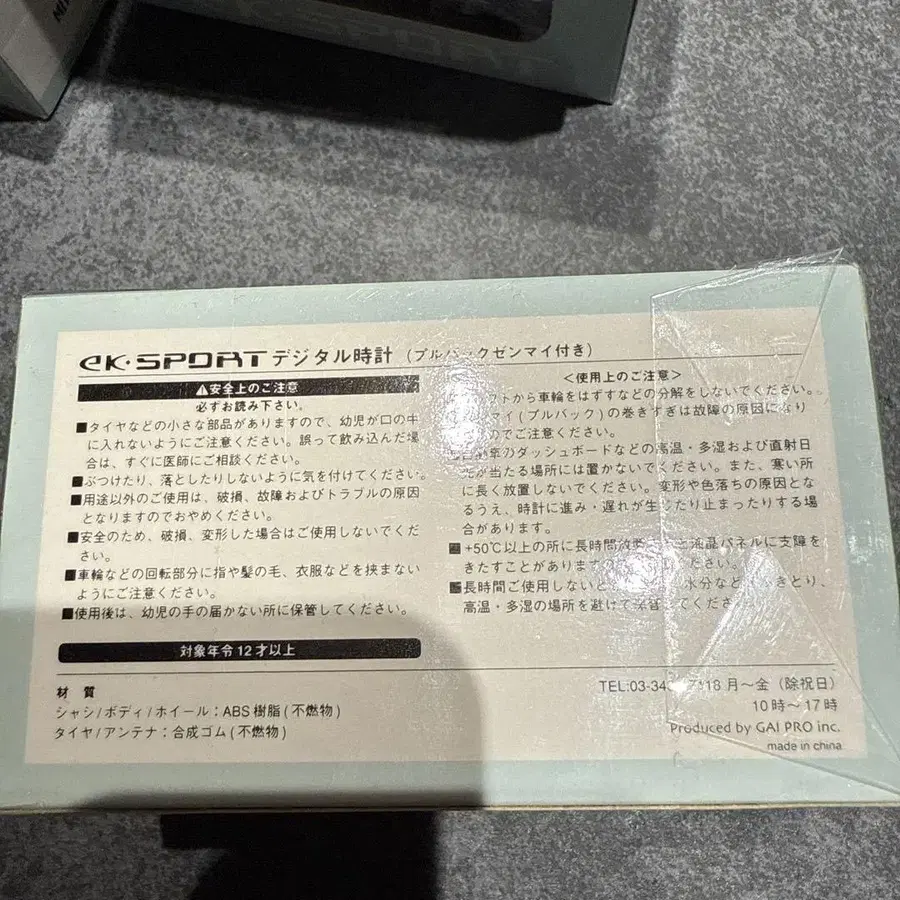 MI
SPORT
eK·SPORT デジタル時計 (プルバックゼンマイ付き)
⚠安全上のご注意
必ずお読み下さい。
■タイヤなどの小さな部品がありますので、幼児が口の中
に入れないようにご注意ください。誤って飲み込んだ場
合は、すぐに医師にご相談ください。
■ぶつけたり、落としたりしないように気を付けてください。
■用途以外のご使用は、破損、故障およびトラブルの原因
となりますのでおやめください。
■安全のため、破損、変形した場合はご使用しないでくだ
さい。
■車輪などの回転部分に指や髪の毛、衣服などを挟まない
ようにご注意ください。
■使用後は、幼児の手の届かない所に保管してください。
対象年令12才以上
<使用上のご注意>
フトから車輪をはずすなどの分解をしないでください。
マイ(プルバック)の巻きすぎは故障の原因になり
のでご注意ください。
車のダッシュボードなどの高温・多湿および直射日
光が当たる場所には置かないでください。また、寒い所
に長く放置しないでください。変形や色落ちの原因とな
るうえ、時計に進み・遅れが生じたり止まったりする場
合があります。
■+50℃以上の所に長時間放 液晶パネルに支障を
きたすことがあります ください。
■長時間ご使用しないと 水分など きとり、
高温・多湿の場所を避けて保管してください
材 質
シャシ/ボディ/ホイール:ABS樹脂(不燃物)
タイヤ/アンテナ:合成ゴム(不燃物)
TEL:03-34 7118 月~金 (除祝日)
10時~17時
Produced by GAI PRO inc.
made in china